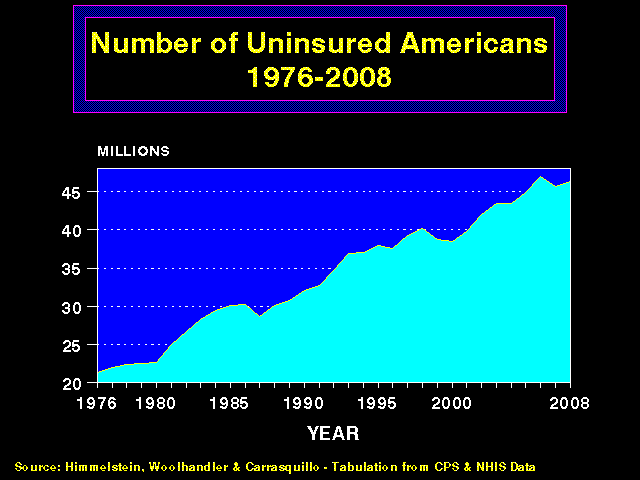 Number of Uninsured Americans
1976-2008
MILLIONS
45
40
35
30
25
20
1976 1980 1985 1990 1995 2000 2008
YEAR
Source: Himmelstein, Woolhandler & Carrasquillo - Tabulation from CPS & NHIS Data